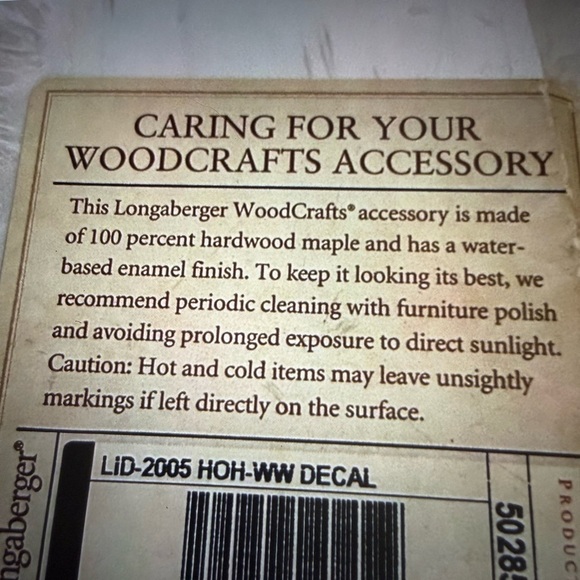 CARING FOR YOUR
WOODCRAFTS ACCESSORY
This Longaberger WoodCrafts® accessory is made
of 100 percent hardwood maple and has a water-
based enamel finish. To keep it looking its best, we
recommend periodic cleaning with furniture polish
and avoiding prolonged exposure to direct sunlight.
Caution: Hot and cold items may leave unsightly
markings if left directly on the surface.
LiD-2005 HOH-WW DECAL
ngaberger®
5028
PRODUC